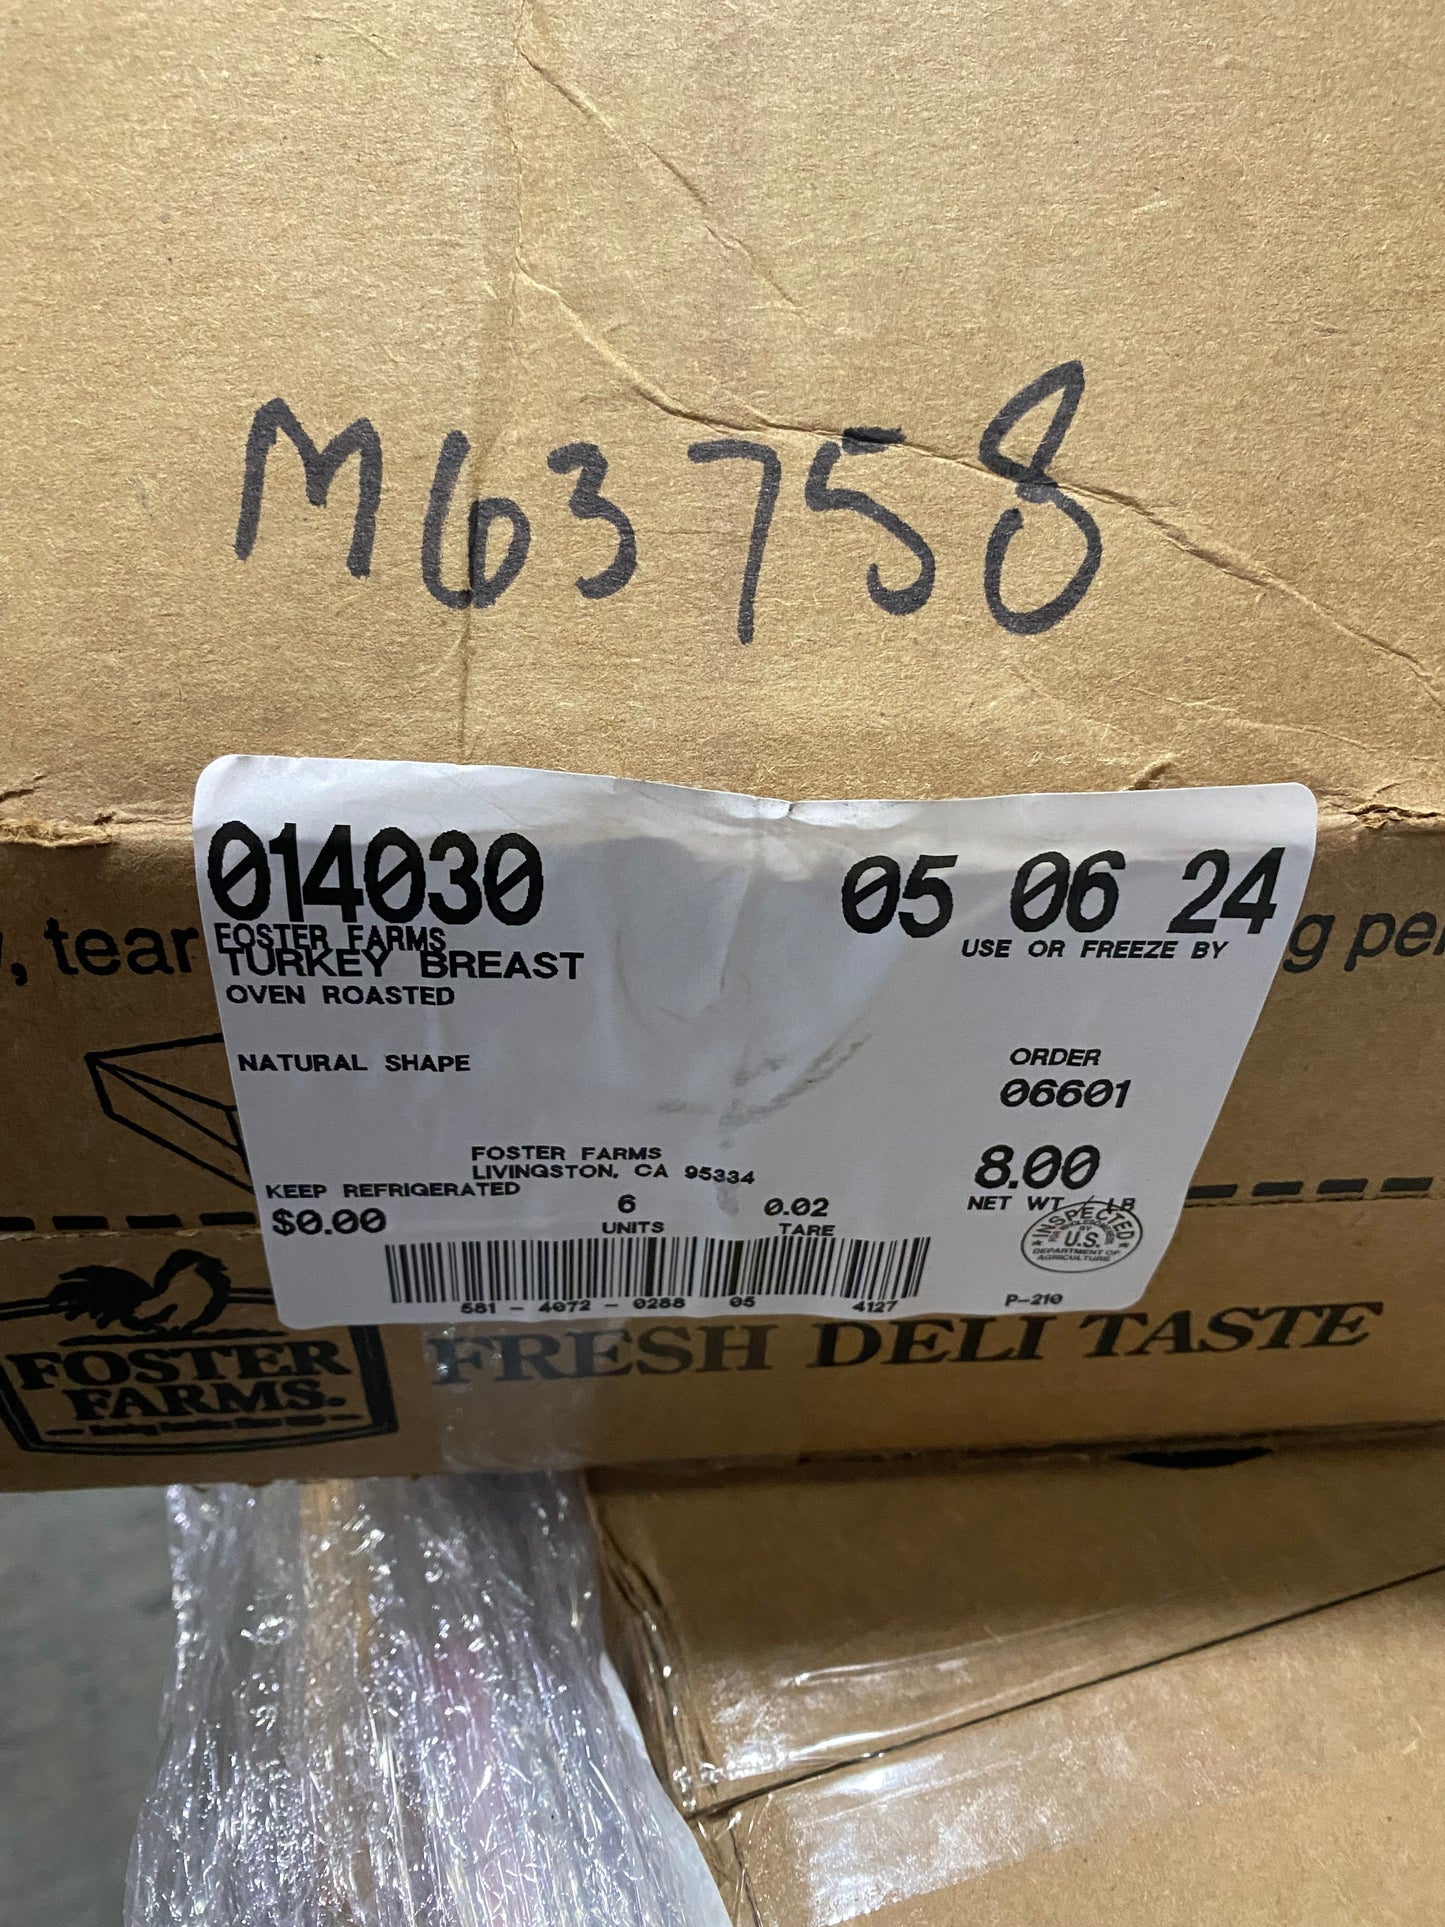 M63758
014030
05 06 24
FOSTER FARMS
USE OR FREEZE BY
TURKEY BREAST
OVEN ROASTED
, tear
g pe
NATURAL SHAPE
ORDER
06601
FOSTER FARMS
LIVINGSTON, CA 95334
8.00
KEEP REFRIGERATED
NET WT / LB
$0.00
6
UNITS
0.02
TARE
INSPECTED
BY
U.S.
DEPARTMENT OF
AGRICULTURE
581 - 4072 - 0288 05 4127
P-210
FOSTER
FARMS.
FRESH DELI TASTE